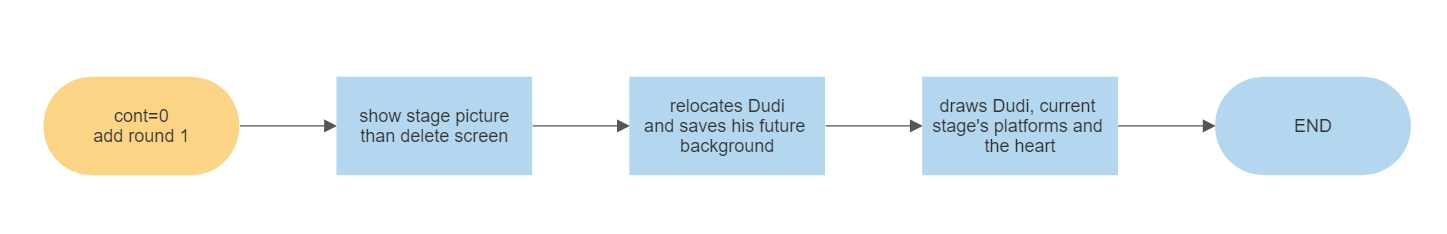 cont=0
add round 1
show stage picture
than delete screen
relocates Dudi
and saves his future
background
draws Dudi, current
stage's platforms and
the heart
END